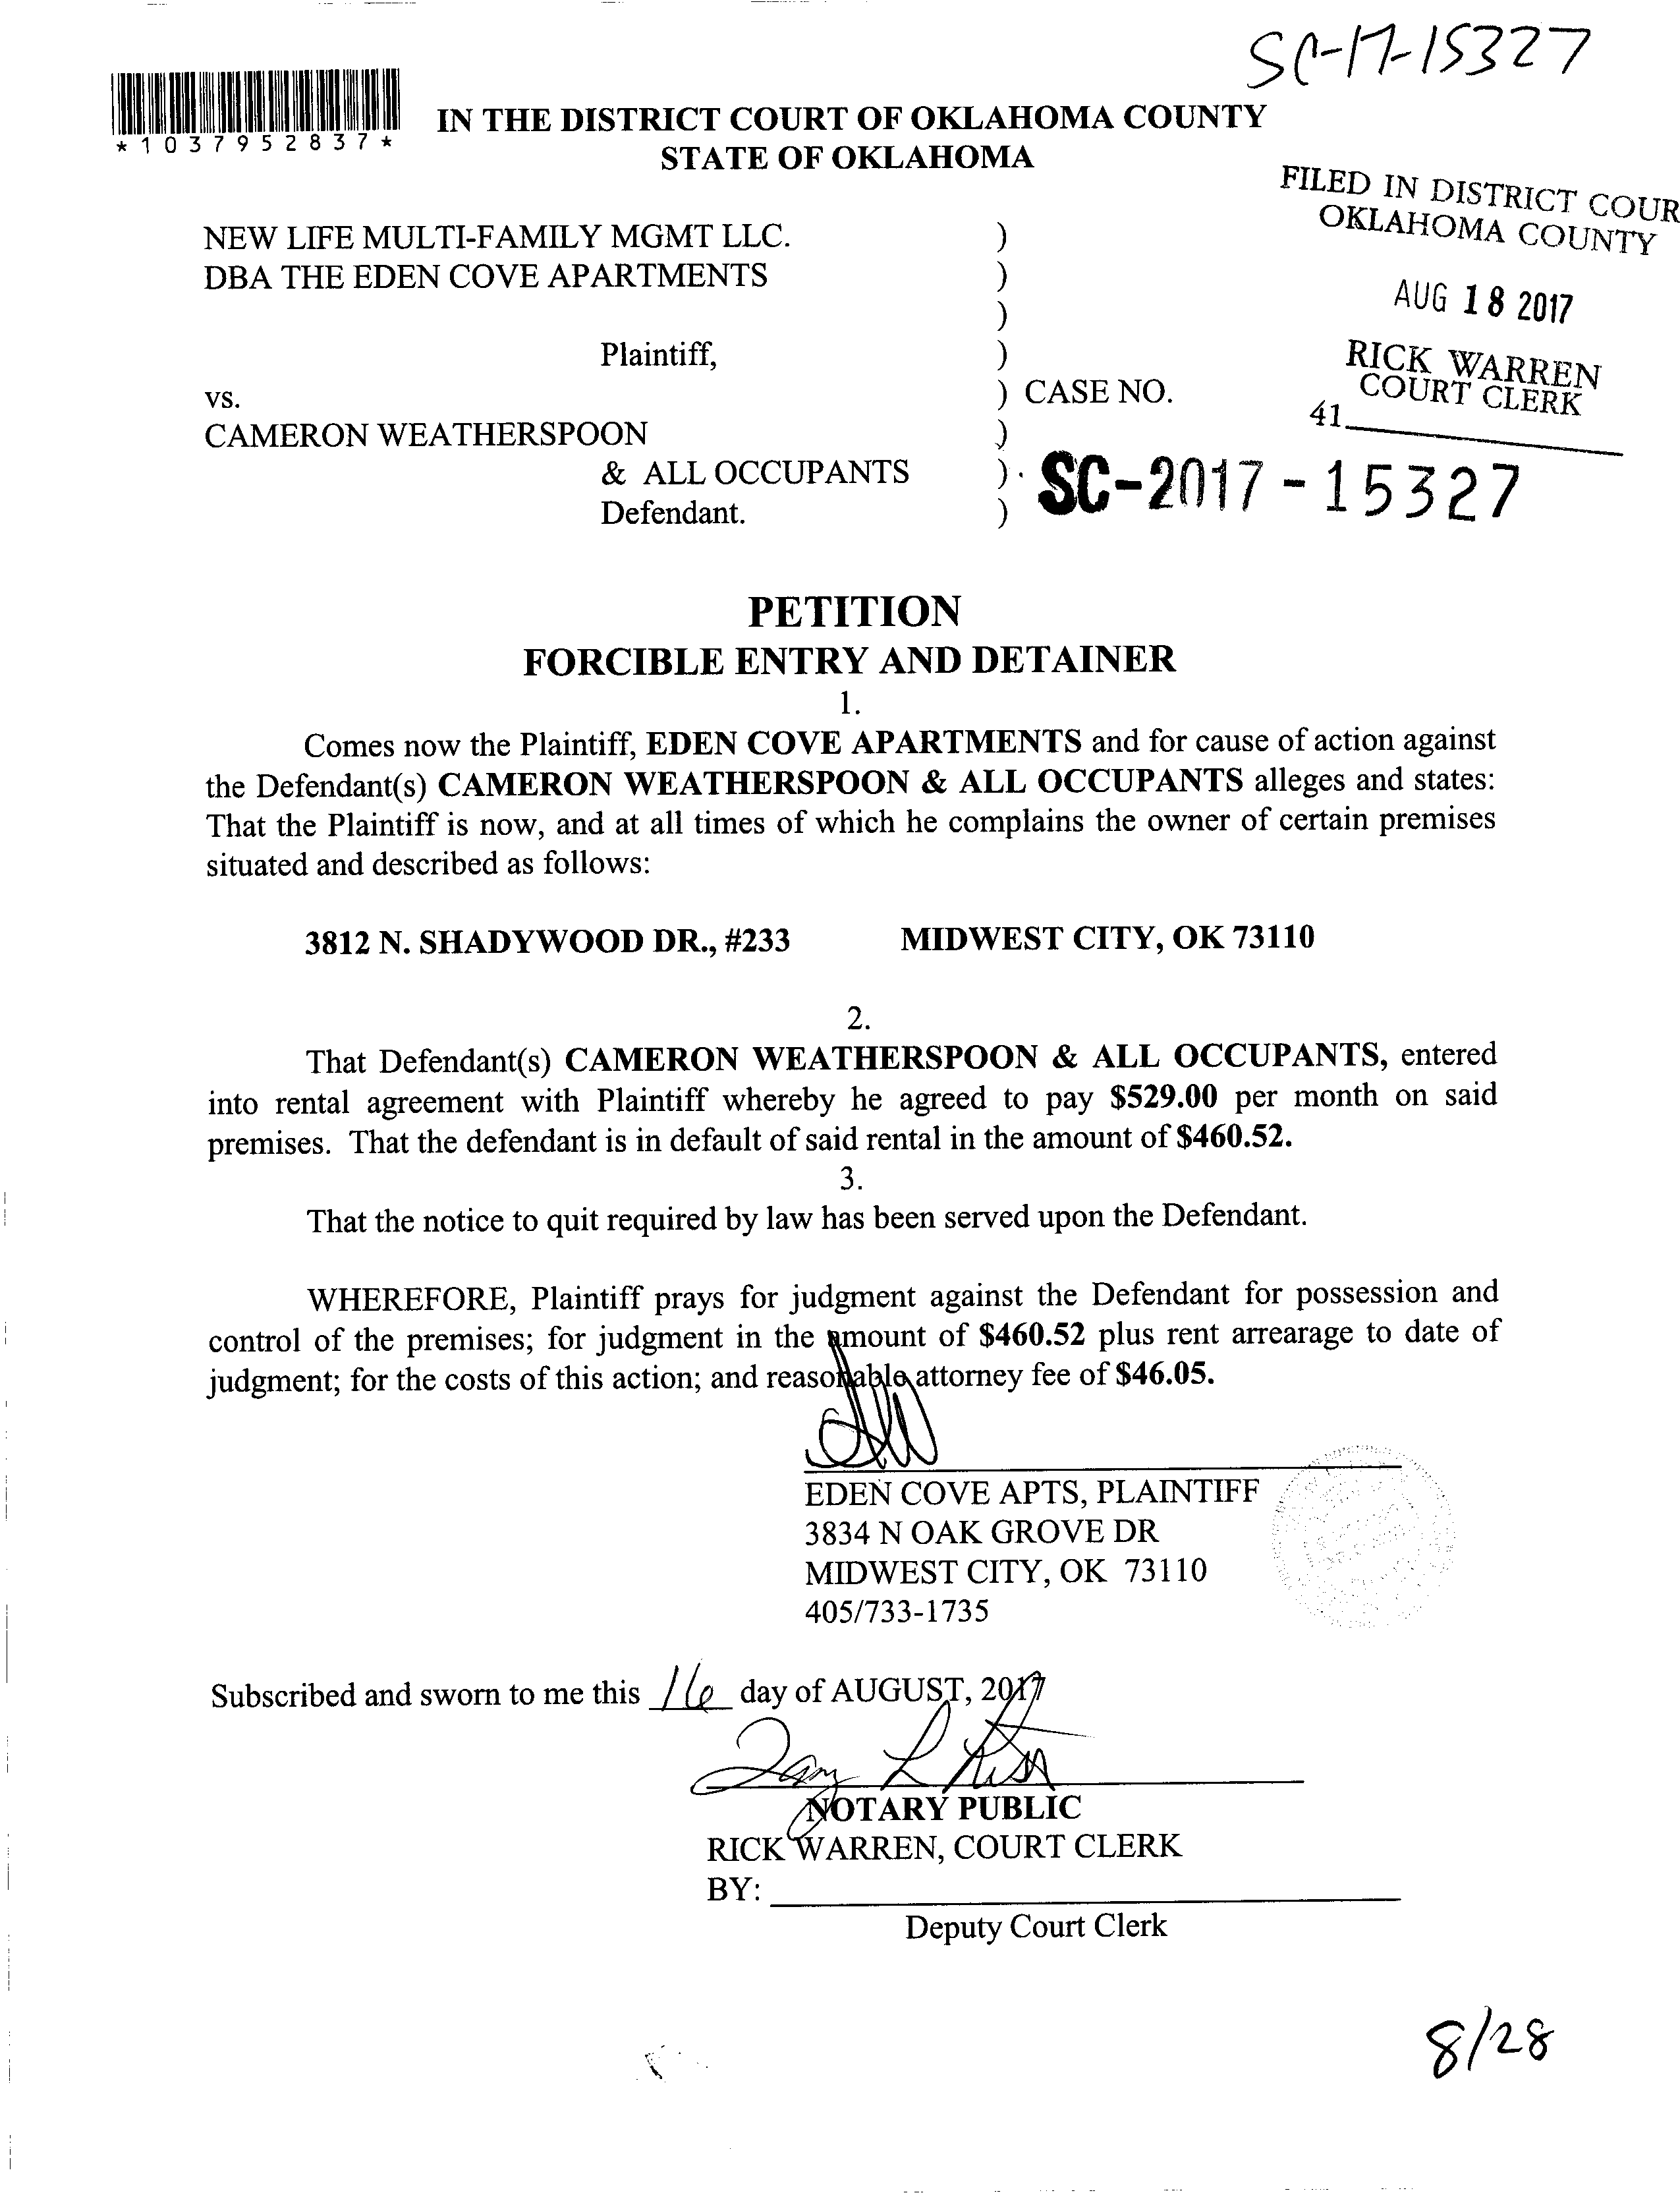 SC-17-15327
*1037952837*
IN THE DISTRICT COURT OF OKLAHOMA COUNTY
STATE OF OKLAHOMA
FILED IN DISTRICT COUR
OKLAHOMA COUNTY
AUG 18 2017
RICK WARREN
COURT CLERK
41
NEW LIFE MULTI-FAMILY MGMT LLC. )
DBA THE EDEN COVE APARTMENTS )
)
Plaintiff, )
vs. ) CASE NO.
CAMERON WEATHERSPOON )
& ALL OCCUPANTS ) SC-2017-15327
Defendant. )
PETITION
FORCIBLE ENTRY AND DETAINER
1.
Comes now the Plaintiff, EDEN COVE APARTMENTS and for cause of action against
the Defendant(s) CAMERON WEATHERSPOON & ALL OCCUPANTS alleges and states:
That the Plaintiff is now, and at all times of which he complains the owner of certain premises
situated and described as follows:
3812 N. SHADYWOOD DR., #233 MIDWEST CITY, OK 73110
2.
That Defendant(s) CAMERON WEATHERSPOON & ALL OCCUPANTS, entered
into rental agreement with Plaintiff whereby he agreed to pay $529.00 per month on said
premises. That the defendant is in default of said rental in the amount of $460.52.
3.
That the notice to quit required by law has been served upon the Defendant.
WHEREFORE, Plaintiff prays for judgment against the Defendant for possession and
control of the premises; for judgment in the amount of $460.52 plus rent arrearage to date of
judgment; for the costs of this action; and reasonable attorney fee of $46.05.
EDEN COVE APTS, PLAINTIFF
3834 N OAK GROVE DR
MIDWEST CITY, OK 73110
405/733-1735
Subscribed and sworn to me this 16 day of AUGUST, 2017
NOTARY PUBLIC
RICK WARREN, COURT CLERK
BY:
Deputy Court Clerk
8/28